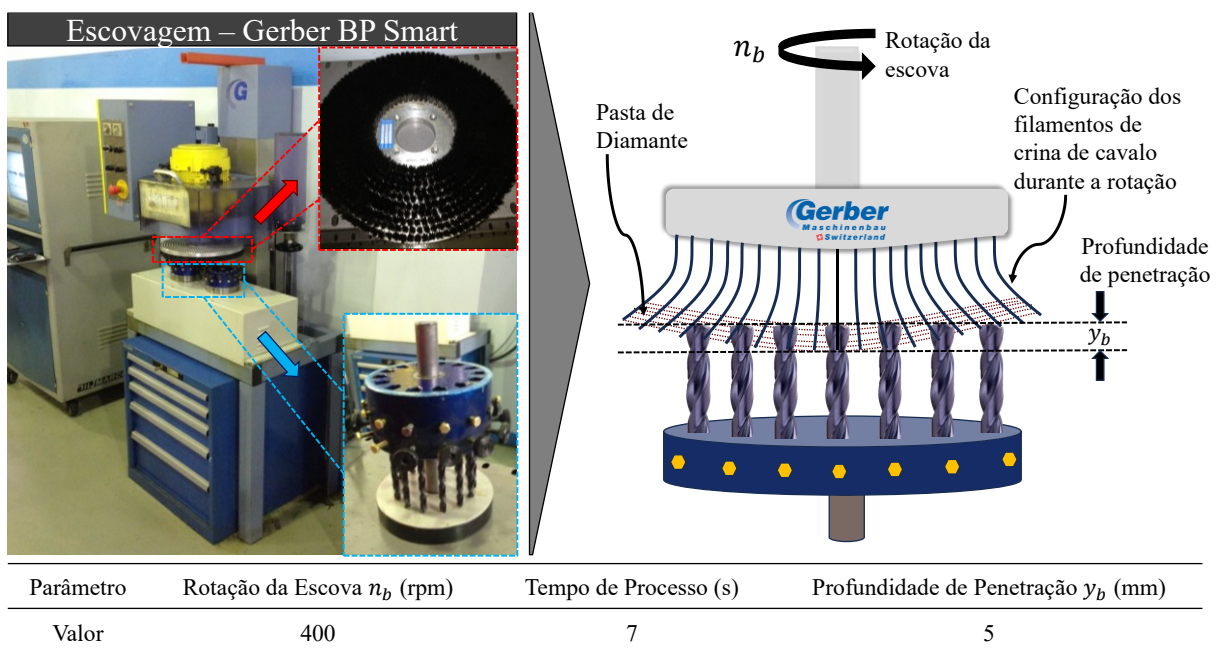 Escovagem – Gerber BP Smart
G
n_b
Rotação da
escova
Pasta de
Diamante
Configuração dos
filamentos de
crina de cavalo
durante a rotação
Gerber
Maschinenbau
Switzerland
Profundidade
de penetração
y_b
Parâmetro Rotação da Escova n_b (rpm) Tempo de Processo (s) Profundidade de Penetração y_b (mm)
Valor 400 7 5